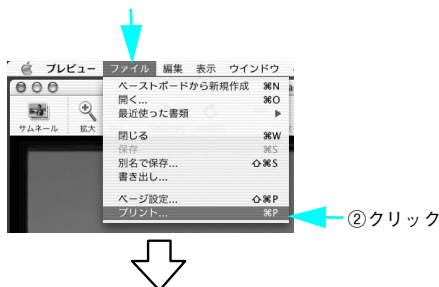 プレビュー ファイル 編集 表示 ウインドウ
ペーストボードから新規作成 ⌘N
開く... ⌘O
最近使った書類 ▶
サムネール 拡大
閉じる ⌘W
保存 ⌘S
別名で保存... ⇧⌘S
書き出し...
ページ設定... ⇧⌘P
プリント... ⌘P
②クリック